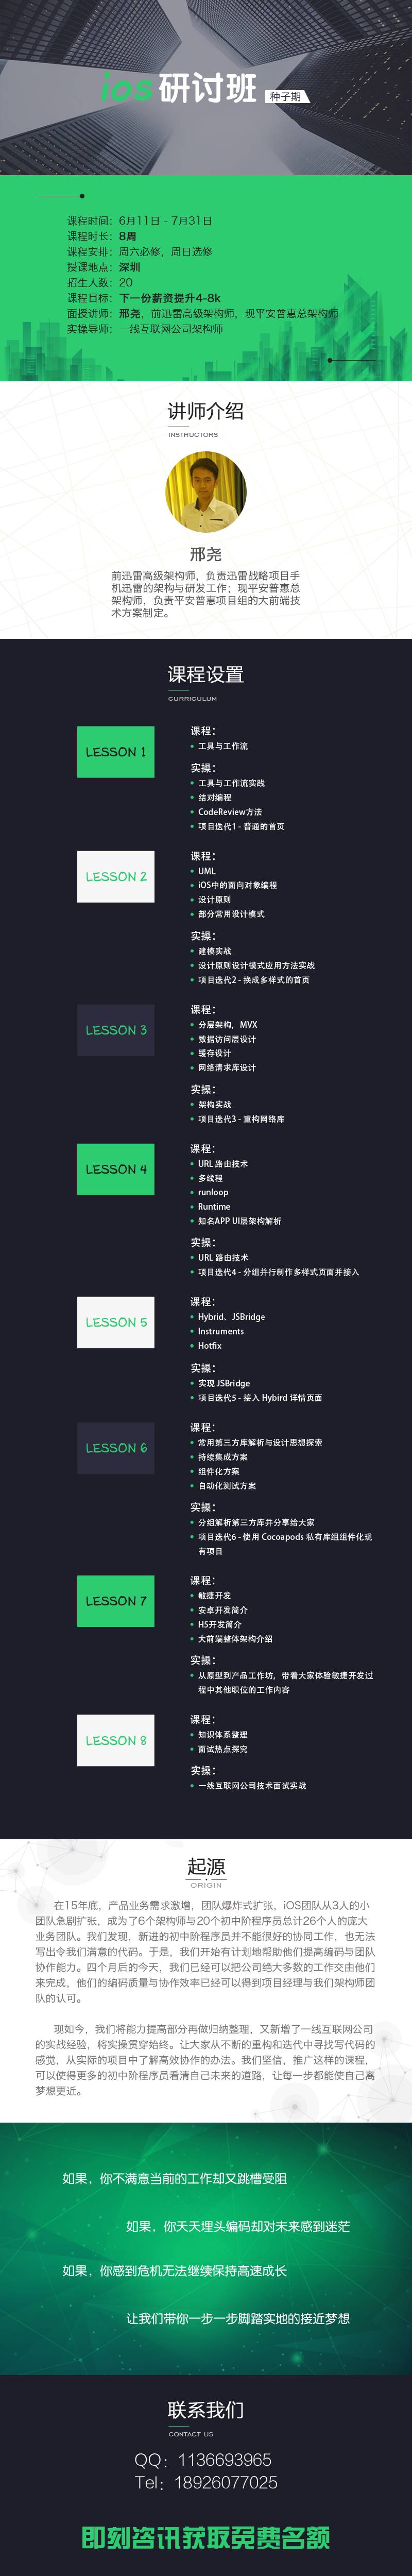 ios研讨班 种子期
课程时间：6月11日 - 7月31日
课程时长：8周
课程安排：周六必修，周日选修
授课地点：深圳
招生人数：20
课程目标：下一份薪资提升4-8k
面授讲师：邢尧，前迅雷高级架构师，现平安普惠总架构师
实操导师：一线互联网公司架构师
讲师介绍
INSTRUCTORS
邢尧
前迅雷高级架构师，负责迅雷战略项目手
机迅雷的架构与研发工作；现平安普惠总
架构师，负责平安普惠项目组的大前端技
术方案制定。
课程设置
CURRICULUM
LESSON 1
课程：
工具与工作流
实操：
工具与工作流实践
结对编程
CodeReview方法
项目迭代1 - 普通的首页
LESSON 2
课程：
UML
iOS中的面向对象编程
设计原则
部分常用设计模式
实操：
建模实战
设计原则设计模式应用方法实战
项目迭代2 - 换成多样式的首页
LESSON 3
课程：
分层架构，MVX
数据访问层设计
缓存设计
网络请求库设计
实操：
架构实战
项目迭代3 - 重构网络库
LESSON 4
课程：
URL 路由技术
多线程
runloop
Runtime
知名APP UI层架构解析
实操：
URL 路由技术
项目迭代4 - 分组并行制作多样式页面并接入
LESSON 5
课程：
Hybrid、JSBridge
Instruments
Hotfix
实操：
实现 JSBridge
项目迭代5 - 接入 Hybird 详情页面
LESSON 6
课程：
常用第三方库解析与设计思想探索
持续集成方案
组件化方案
自动化测试方案
实操：
分组解析第三方库并分享给大家
项目迭代6 - 使用 Cocoapods 私有库组组件化现
有项目
LESSON 7
课程：
敏捷开发
安卓开发简介
H5开发简介
大前端整体架构介绍
实操：
从原型到产品工作坊，带着大家体验敏捷开发过
程中其他职位的工作内容
LESSON 8
课程：
知识体系整理
面试热点探究
实操：
一线互联网公司技术面试实战
起源
ORIGIN
在15年底，产品业务需求激增，团队爆炸式扩张，iOS团队从3人的小
团队急剧扩张，成为了6个架构师与20个初中阶程序员总计26个人的庞大
业务团队。我们发现，新进的初中阶程序员并不能很好的协同工作，也无法
写出令我们满意的代码。于是，我们开始有计划地帮助他们提高编码与团队
协作能力。四个月后的今天，我们已经可以把公司绝大多数的工作交由他们
来完成，他们的编码质量与协作效率已经可以得到项目经理与我们架构师团
队的认可。
现如今，我们将能力提高部分再做归纳整理，又新增了一线互联网公司
的实战经验，将实操贯穿始终。让大家从不断的重构和迭代中寻找写代码的
感觉，从实际的项目中了解高效协作的办法。我们坚信，推广这样的课程，
可以使得更多的初中阶程序员看清自己未来的道路，让每一步都能使自己离
梦想更近。
如果，你不满意当前的工作却又跳槽受阻
如果，你天天埋头编码却对未来感到迷茫
如果，你感到危机无法继续保持高速成长
让我们带你一步一步脚踏实地的接近梦想
联系我们
CONTACT US
QQ：1136693965
Tel：18926077025
即刻咨讯获取免费名额